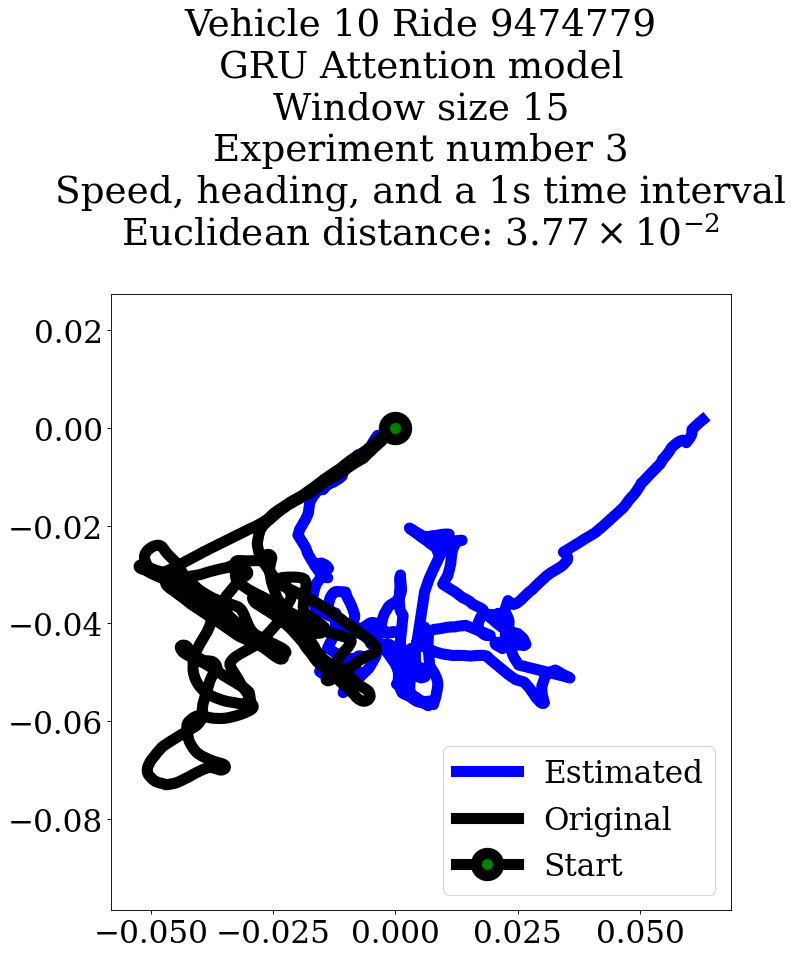 Vehicle 10 Ride 9474779
GRU Attention model
Window size 15
Experiment number 3
Speed, heading, and a 1s time interval
Euclidean distance: 3.77 × 10⁻²
0.02
0.00
−0.02
−0.04
−0.06
−0.08
Estimated
Original
Start
−0.050 −0.025 0.000 0.025 0.050